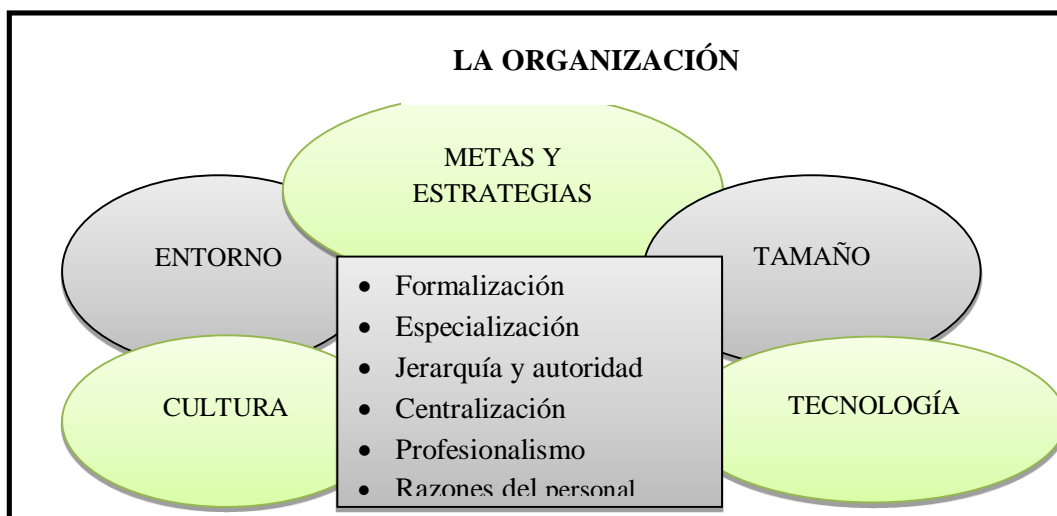 LA ORGANIZACIÓN
METAS Y
ESTRATEGIAS
ENTORNO
TAMAÑO
• Formalización
• Especialización
• Jerarquía y autoridad
• Centralización
• Profesionalismo
• Razones del personal
CULTURA
TECNOLOGÍA